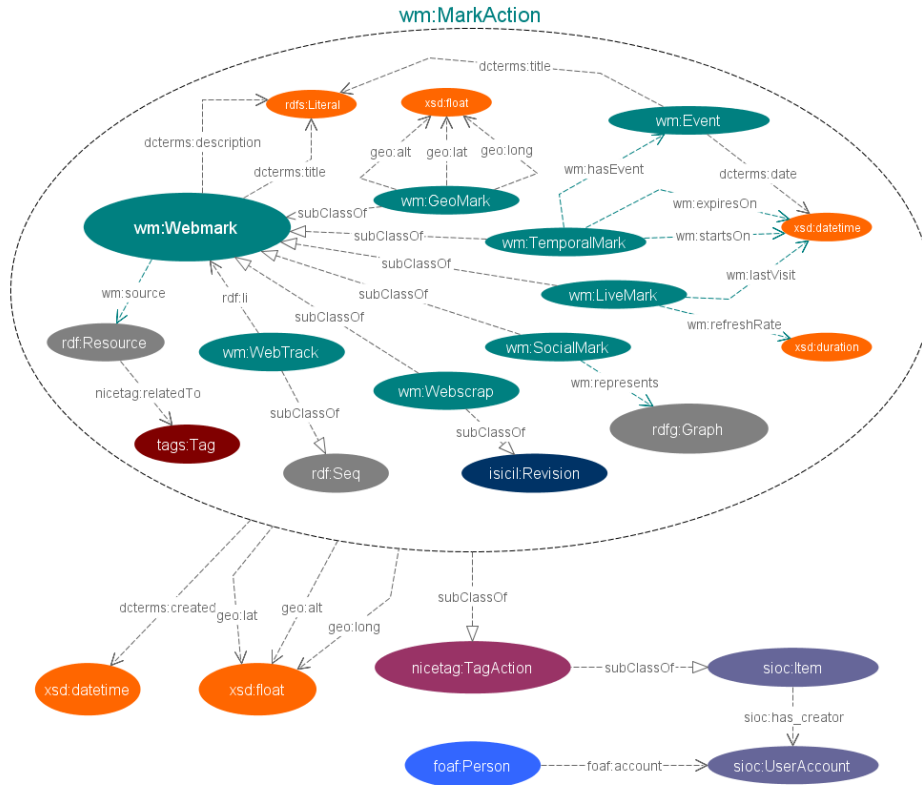 wm:MarkAction
dcterms:title
rdfs:Literal
xsd:float
wm:Event
dcterms:description
geo:alt
geo:lat
geo:long
dcterms:title
wm:hasEvent
dcterms:date
wm:GeoMark
subClassOf
wm:expiresOn
wm:Webmark
subClassOf
wm:TemporalMark
wm:startsOn
xsd:datetime
subClassOf
wm:lastVisit
wm:source
rdf:li
subClassOf
wm:LiveMark
subClassOf
wm:refreshRate
rdf:Resource
wm:WebTrack
wm:SocialMark
xsd:duration
nicetag:relatedTo
wm:Webscrap
wm:represents
subClassOf
tags:Tag
subClassOf
rdfg:Graph
rdf:Seq
isicil:Revision
dcterms:created
geo:lat
geo:alt
geo:long
subClassOf
xsd:datetime
xsd:float
nicetag:TagAction
subClassOf
sioc:Item
sioc:has_creator
foaf:Person
foaf:account
sioc:UserAccount